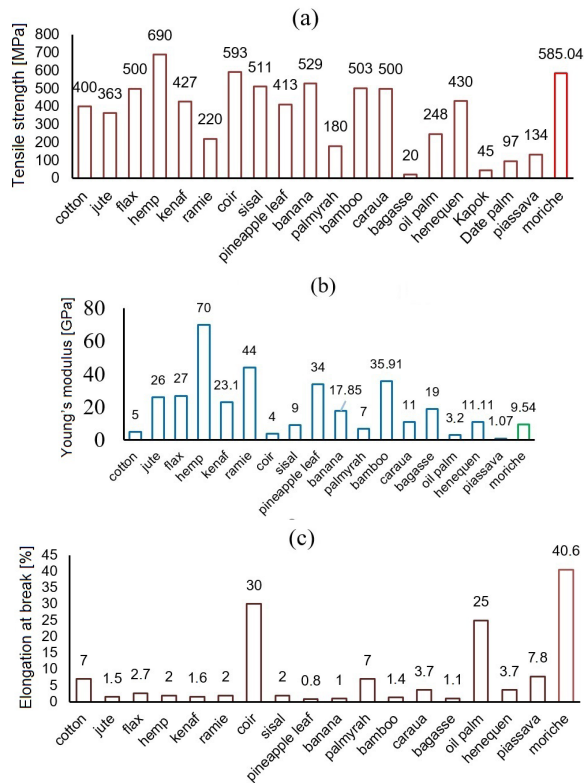 (a)
Tensile strength [MPa]
800
700
600
500
400
300
200
100
0
400
363
500
690
427
220
593
511
413
529
180
503
500
20
248
430
45
97
134
585.04
cotton
jute
flax
hemp
kenaf
ramie
coir
sisal
pineapple leaf
banana
palmyrah
bamboo
caraua
bagasse
oil palm
henequen
Kapok
Date palm
piassava
moriche
(b)
Young's modulus [GPa]
80
60
40
20
0
5
26
27
70
23.1
44
4
9
34
17.85
7
35.91
11
19
3.2
11.11
1.07
9.54
cotton
jute
flax
hemp
kenaf
ramie
coir
sisal
pineapple leaf
banana
palmyrah
bamboo
caraua
bagasse
oil palm
henequen
piassava
moriche
(c)
Elongation at break [%]
45
40
35
30
25
20
15
10
5
0
7
1.5
2.7
2
1.6
2
30
2
0.8
1
7
1.4
3.7
1.1
25
3.7
7.8
40.6
cotton
jute
flax
hemp
kenaf
ramie
coir
sisal
pineapple leaf
banana
palmyrah
bamboo
caraua
bagasse
oil palm
henequen
piassava
moriche